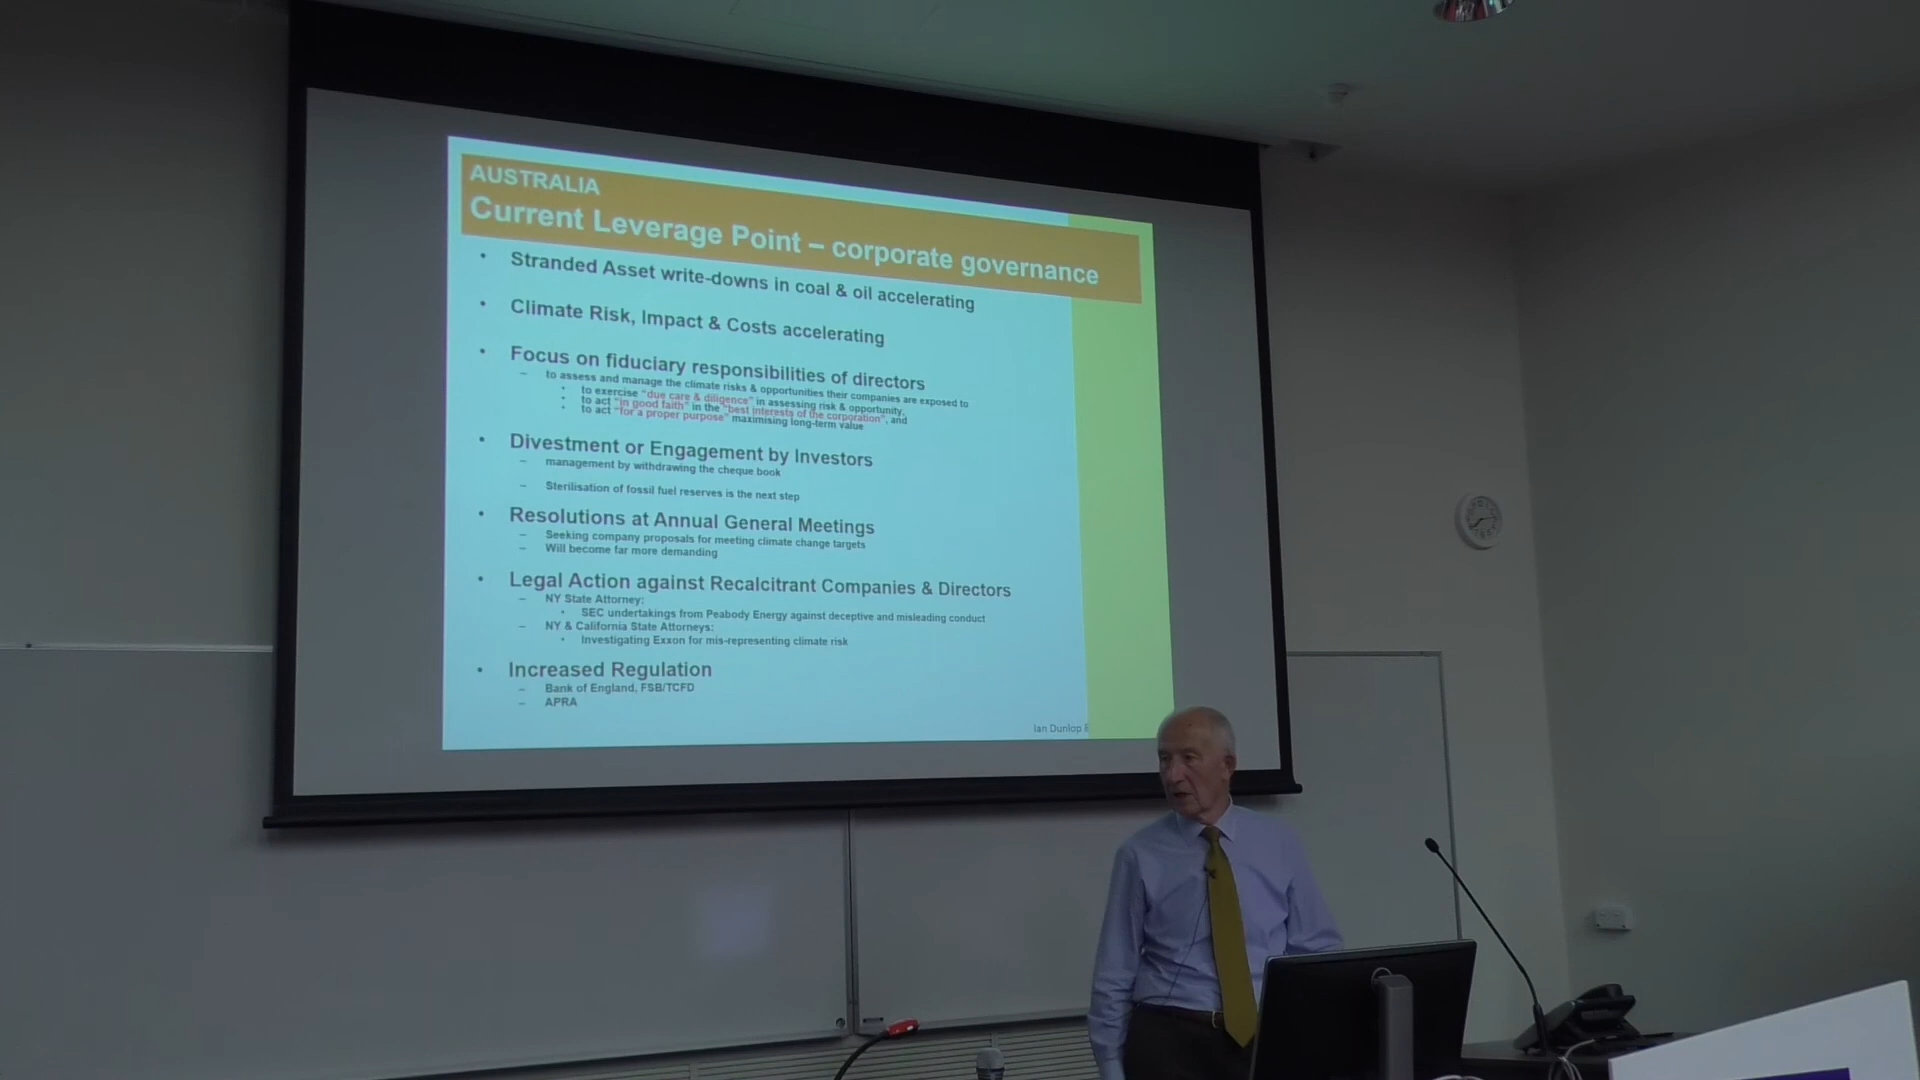 AUSTRALIA
Current Leverage Point – corporate governance
• Stranded Asset write-downs in coal & oil accelerating
• Climate Risk, Impact & Costs accelerating
• Focus on fiduciary responsibilities of directors
– to assess and manage the climate risks & opportunities their companies are exposed to
• to exercise "due care & diligence" in assessing risk & opportunity,
• to act "in good faith" in the "best interests of the corporation", and
• to act "for a proper purpose" maximising long-term value
• Divestment or Engagement by Investors
– management by withdrawing the cheque book
– Sterilisation of fossil fuel reserves is the next step
• Resolutions at Annual General Meetings
– Seeking company proposals for meeting climate change targets
– Will become far more demanding
• Legal Action against Recalcitrant Companies & Directors
– NY State Attorney:
• SEC undertakings from Peabody Energy against deceptive and misleading conduct
– NY & California State Attorneys:
• Investigating Exxon for mis-representing climate risk
• Increased Regulation
– Bank of England, FSB/TCFD
– APRA
Ian Dunlop